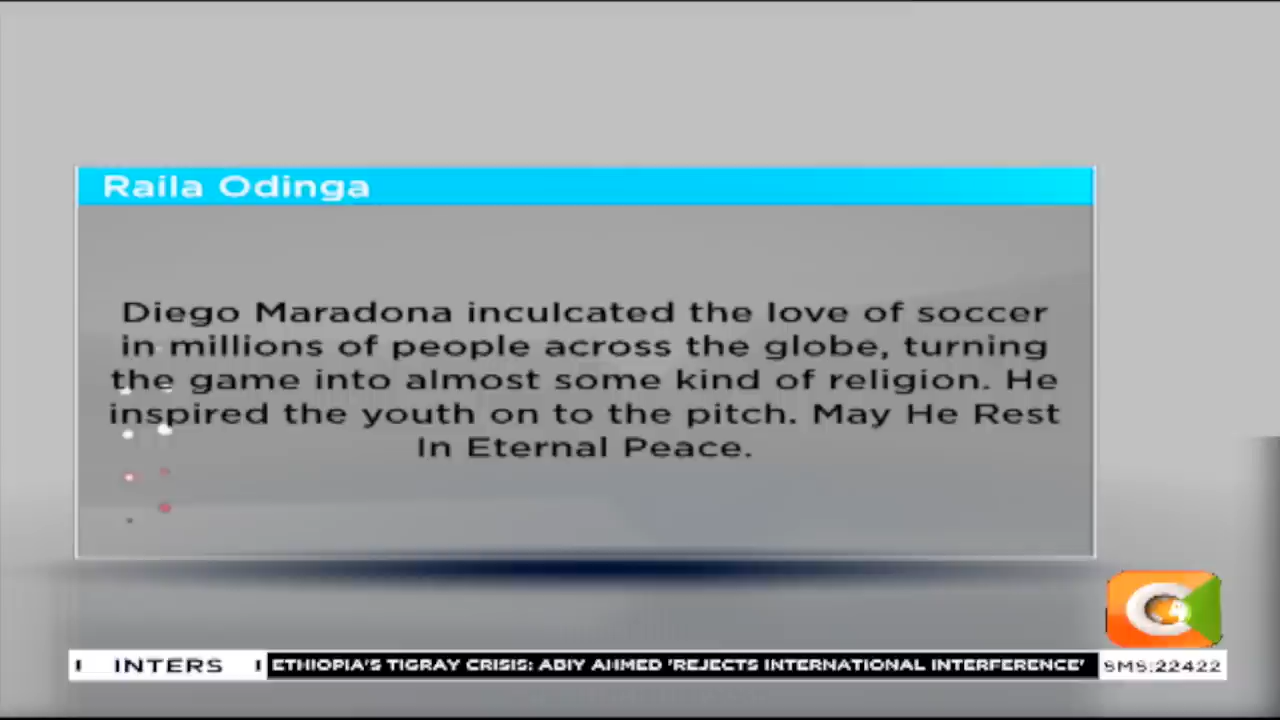 Raila Odinga
Diego Maradona inculcated the love of soccer
in millions of people across the globe, turning
the game into almost some kind of religion. He
inspired the youth on to the pitch. May He Rest
In Eternal Peace.
INTERS
ETHIOPIA'S TIGRAY CRISIS: ABIY AHMED 'REJECTS INTERNATIONAL INTERFERENCE'
SMS:22422